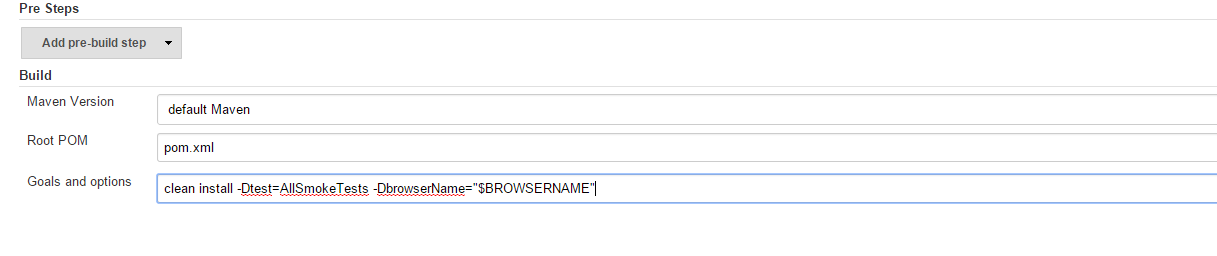 Pre Steps
Add pre-build step
Build
Maven Version
default Maven
Root POM
pom.xml
Goals and options
clean install -Dtest=AllSmokeTests -DbrowserName="$BROWSERNAME"